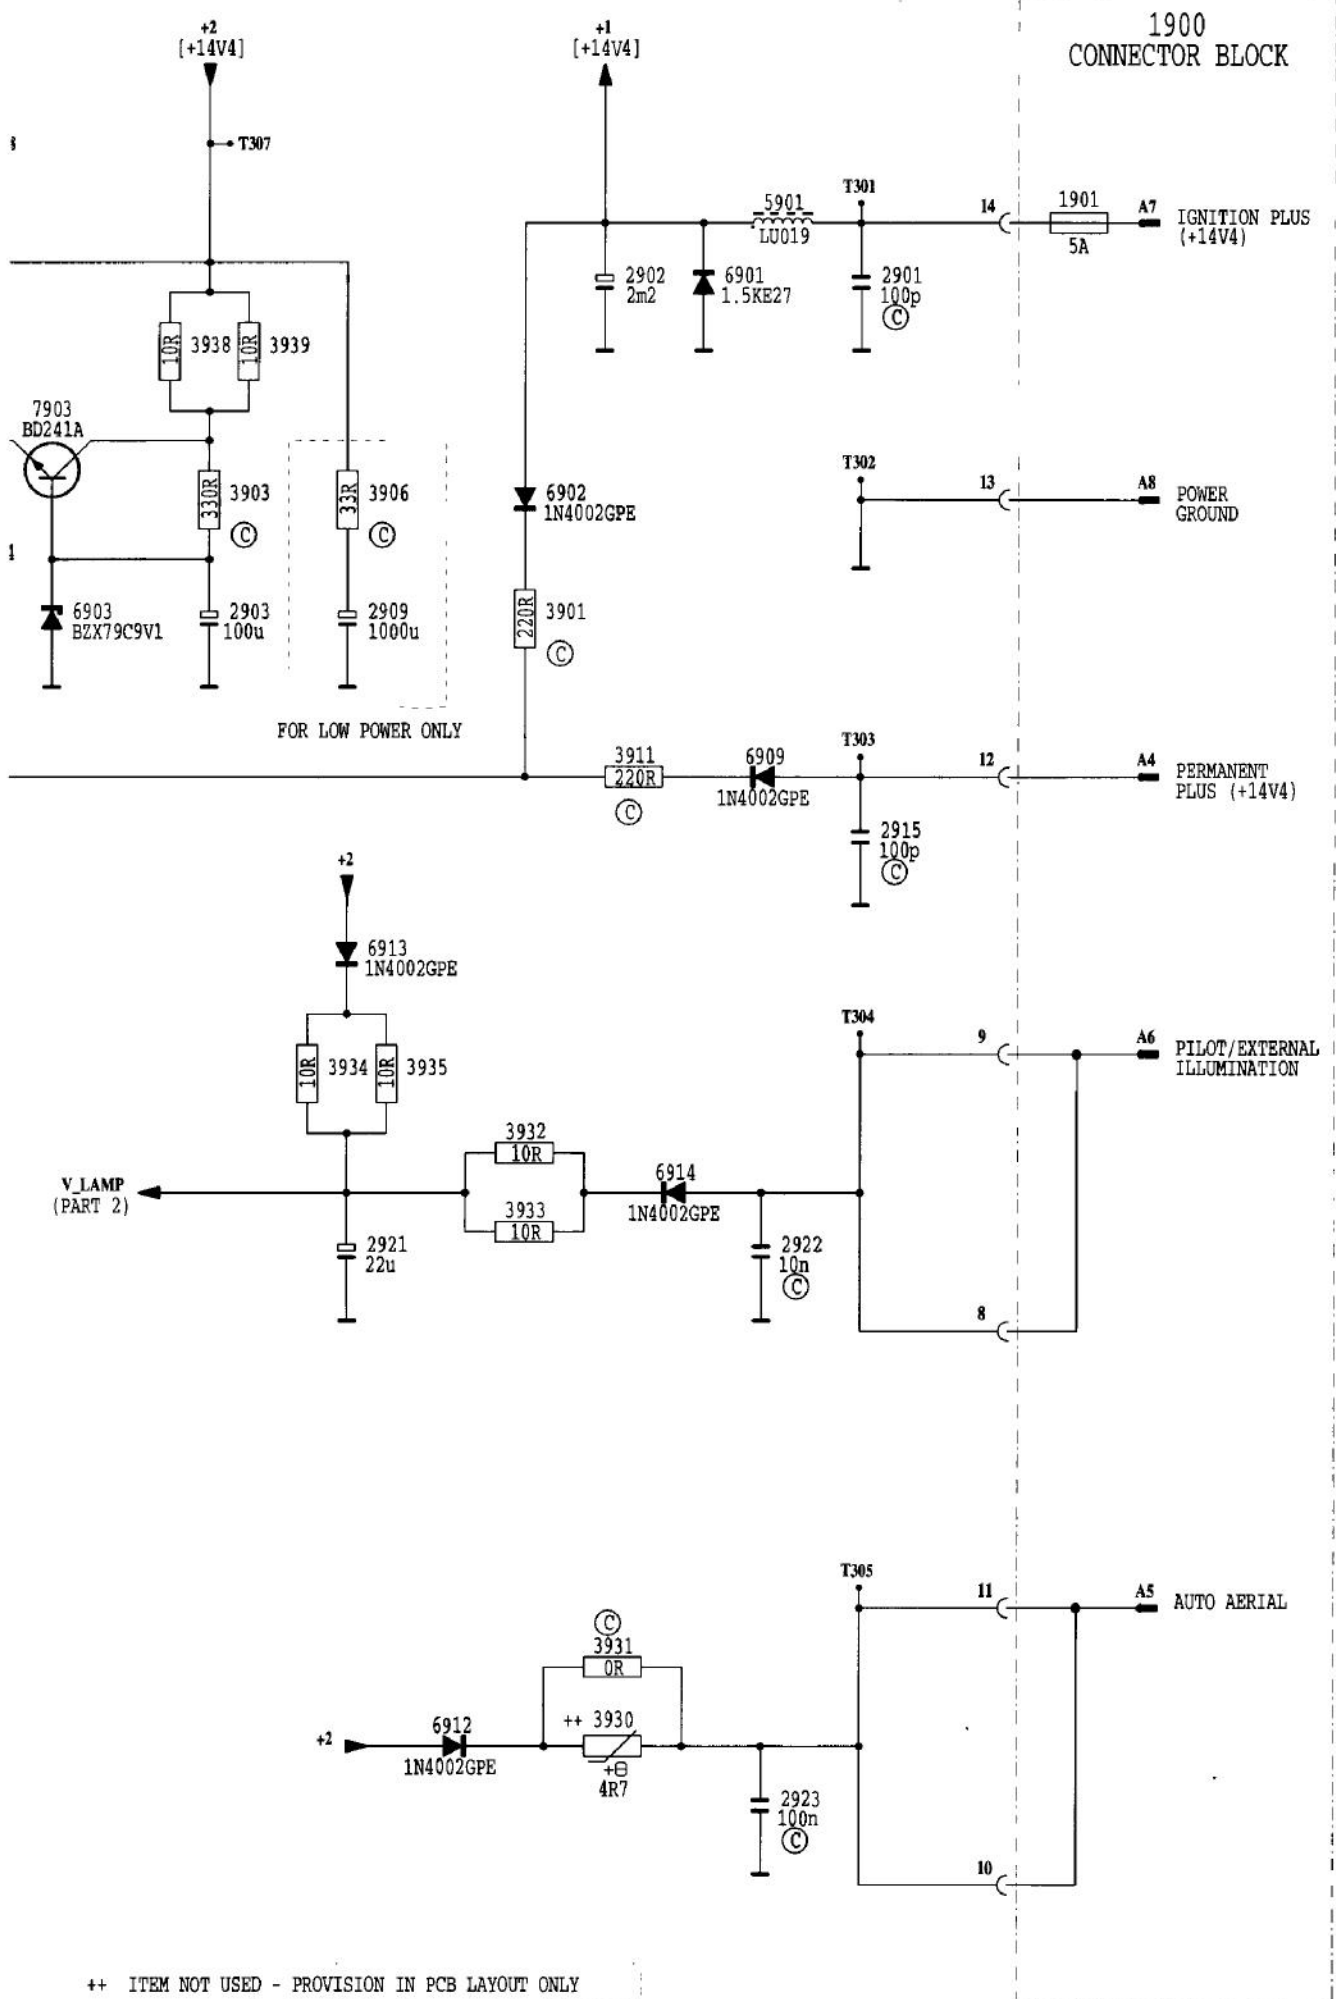 1900
CONNECTOR BLOCK
+2
[+14V4]
+1
[+14V4]
T307
T301
5901
LU019
14
1901
5A
A7
IGNITION PLUS
(+14V4)
2902
2m2
6901
1.5KE27
2901
100p
C
10R
3938
10R
3939
7903
BD241A
330R
3903
C
33R
3906
C
6902
1N4002GPE
T302
13
A8
POWER
GROUND
6903
BZX79C9V1
2903
100u
2909
1000u
220R
3901
C
FOR LOW POWER ONLY
3911
220R
C
6909
1N4002GPE
T303
12
A4
PERMANENT
PLUS (+14V4)
2915
100p
C
+2
6913
1N4002GPE
10R
3934
10R
3935
T304
9
A6
PILOT/EXTERNAL
ILLUMINATION
V_LAMP
(PART 2)
3932
10R
3933
10R
6914
1N4002GPE
2921
22u
2922
10n
C
8
T305
11
A5
AUTO AERIAL
C
3931
0R
++ 3930
+θ
4R7
+2
6912
1N4002GPE
2923
100n
C
10
++ ITEM NOT USED - PROVISION IN PCB LAYOUT ONLY